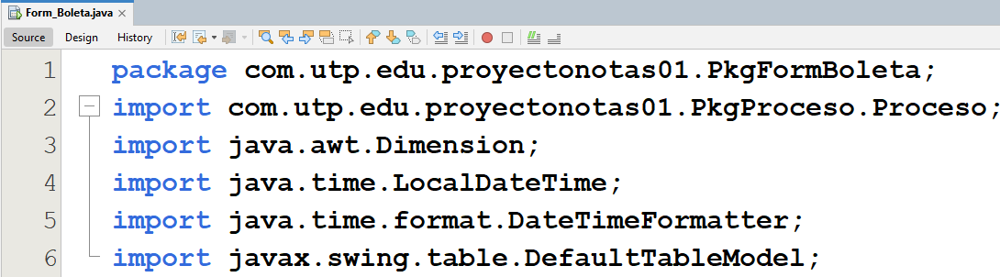 Form_Boleta.java
Source Design History
1 package com.utp.edu.proyectonotas01.PkgFormBoleta;
2 import com.utp.edu.proyectonotas01.PkgProceso.Proceso;
3 import java.awt.Dimension;
4 import java.time.LocalDateTime;
5 import java.time.format.DateTimeFormatter;
6 import javax.swing.table.DefaultTableModel;